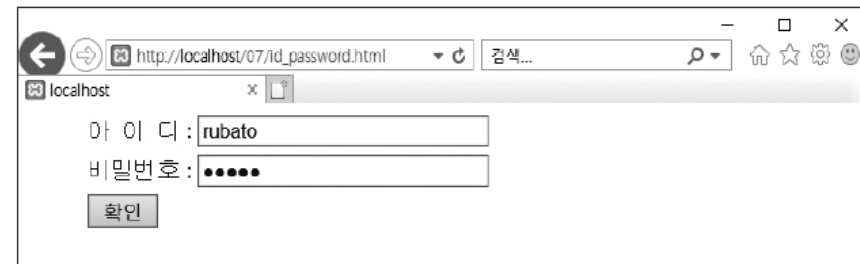 http://localhost/07/id_password.html
검색...
localhost
아 이 디 : rubato
비밀번호 : ●●●●●
확인